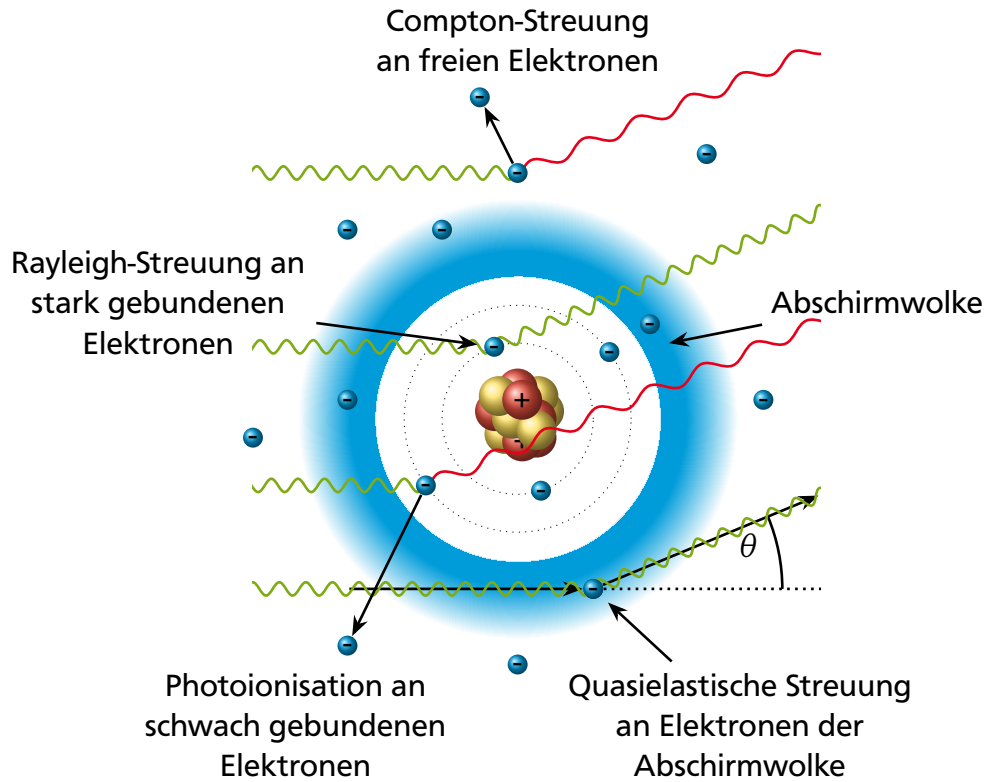 Compton-Streuung
an freien Elektronen
Rayleigh-Streuung an
stark gebundenen
Elektronen
Abschirmwolke
+
θ
Photoionisation an
schwach gebundenen
Elektronen
Quasielastische Streuung
an Elektronen der
Abschirmwolke